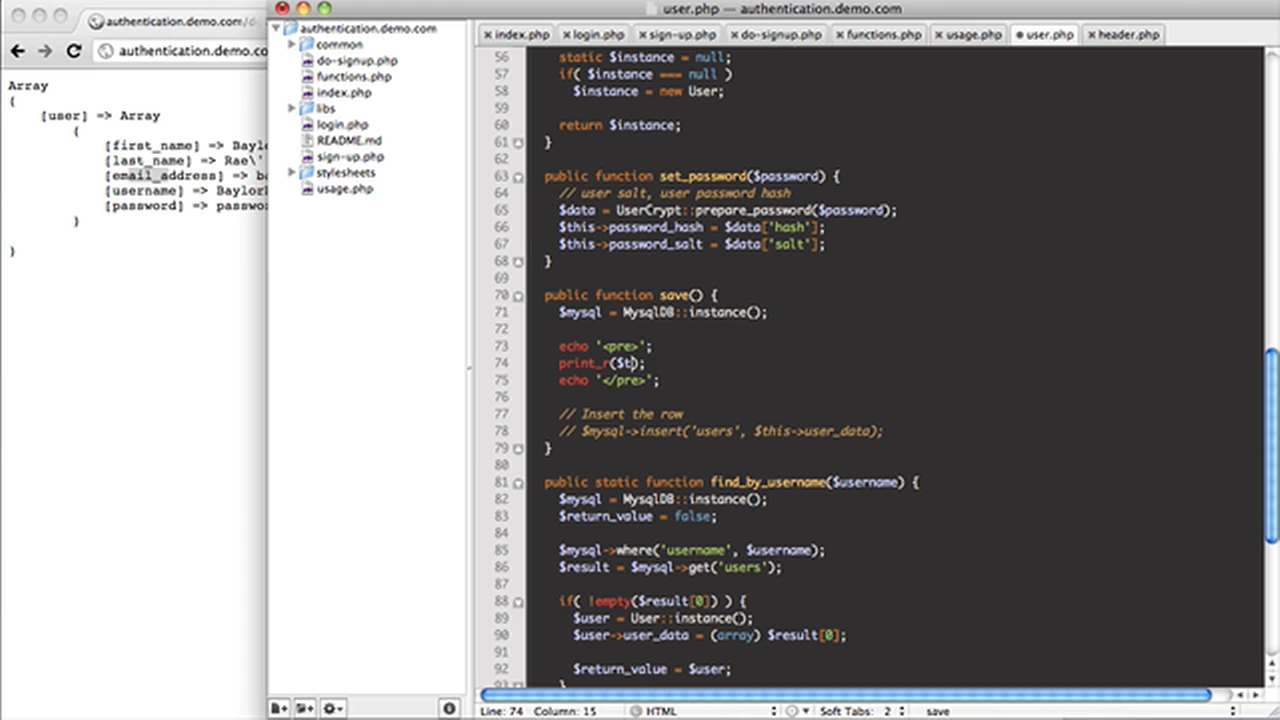 user.php — authentication.demo.com
authentication.demo.com/d
authentication.demo.co
Array
(
[user] => Array
(
[first_name] => Baylo
[last_name] => Rae\'
[email_address] => ba
[username] => Baylor
[password] => passwo
)
)
authentication.demo.com
common
do-signup.php
functions.php
index.php
libs
login.php
README.md
sign-up.php
stylesheets
usage.php
index.php
login.php
sign-up.php
do-signup.php
functions.php
usage.php
user.php
header.php
56 static $instance = null;
57 if( $instance === null )
58 $instance = new User;
59
60 return $instance;
61 }
62
63 public function set_password($password) {
64 // user salt, user password hash
65 $data = UserCrypt::prepare_password($password);
66 $this->password_hash = $data['hash'];
67 $this->password_salt = $data['salt'];
68 }
69
70 public function save() {
71 $mysql = MysqlDB::instance();
72
73 echo '<pre>';
74 print_r($t);
75 echo '</pre>';
76
77 // Insert the row
78 // $mysql->insert('users', $this->user_data);
79 }
80
81 public static function find_by_username($username) {
82 $mysql = MysqlDB::instance();
83 $return_value = false;
84
85 $mysql->where('username', $username);
86 $result = $mysql->get('users');
87
88 if( !empty($result[0]) ) {
89 $user = User::instance();
90 $user->user_data = (array) $result[0];
91
92 $return_value = $user;
93 }
Line: 74 Column: 15 HTML Soft Tabs: 2 save